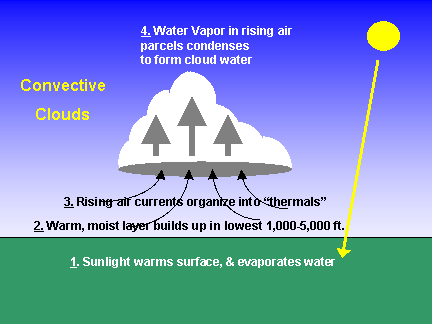 4. Water Vapor in rising air
parcels condenses
to form cloud water
Convective
Clouds
3. Rising air currents organize into "thermals"
2. Warm, moist layer builds up in lowest 1,000-5,000 ft.
1. Sunlight warms surface, & evaporates water